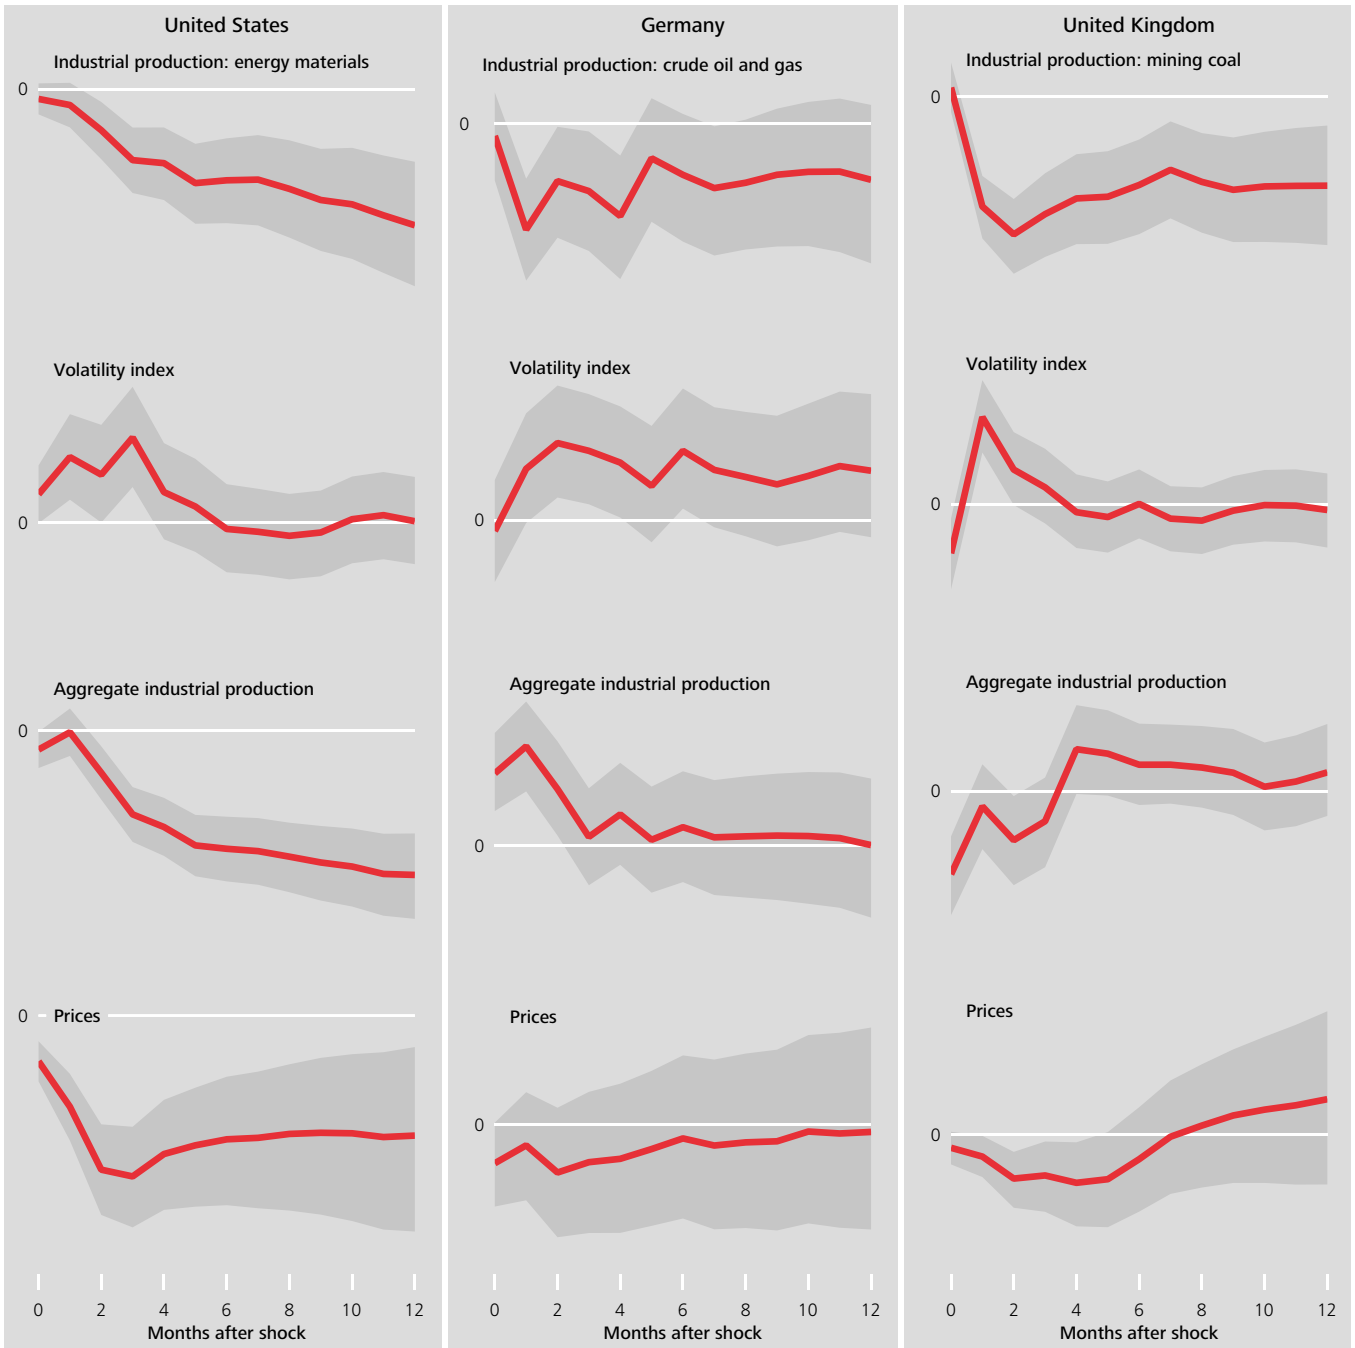 United States
Industrial production: energy materials
0
Volatility index
0
Aggregate industrial production
0
0
Prices
0 2 4 6 8 10 12
Months after shock
Germany
Industrial production: crude oil and gas
0
Volatility index
0
Aggregate industrial production
0
Prices
0
0 2 4 6 8 10 12
Months after shock
United Kingdom
Industrial production: mining coal
0
Volatility index
0
Aggregate industrial production
0
Prices
0
0 2 4 6 8 10 12
Months after shock